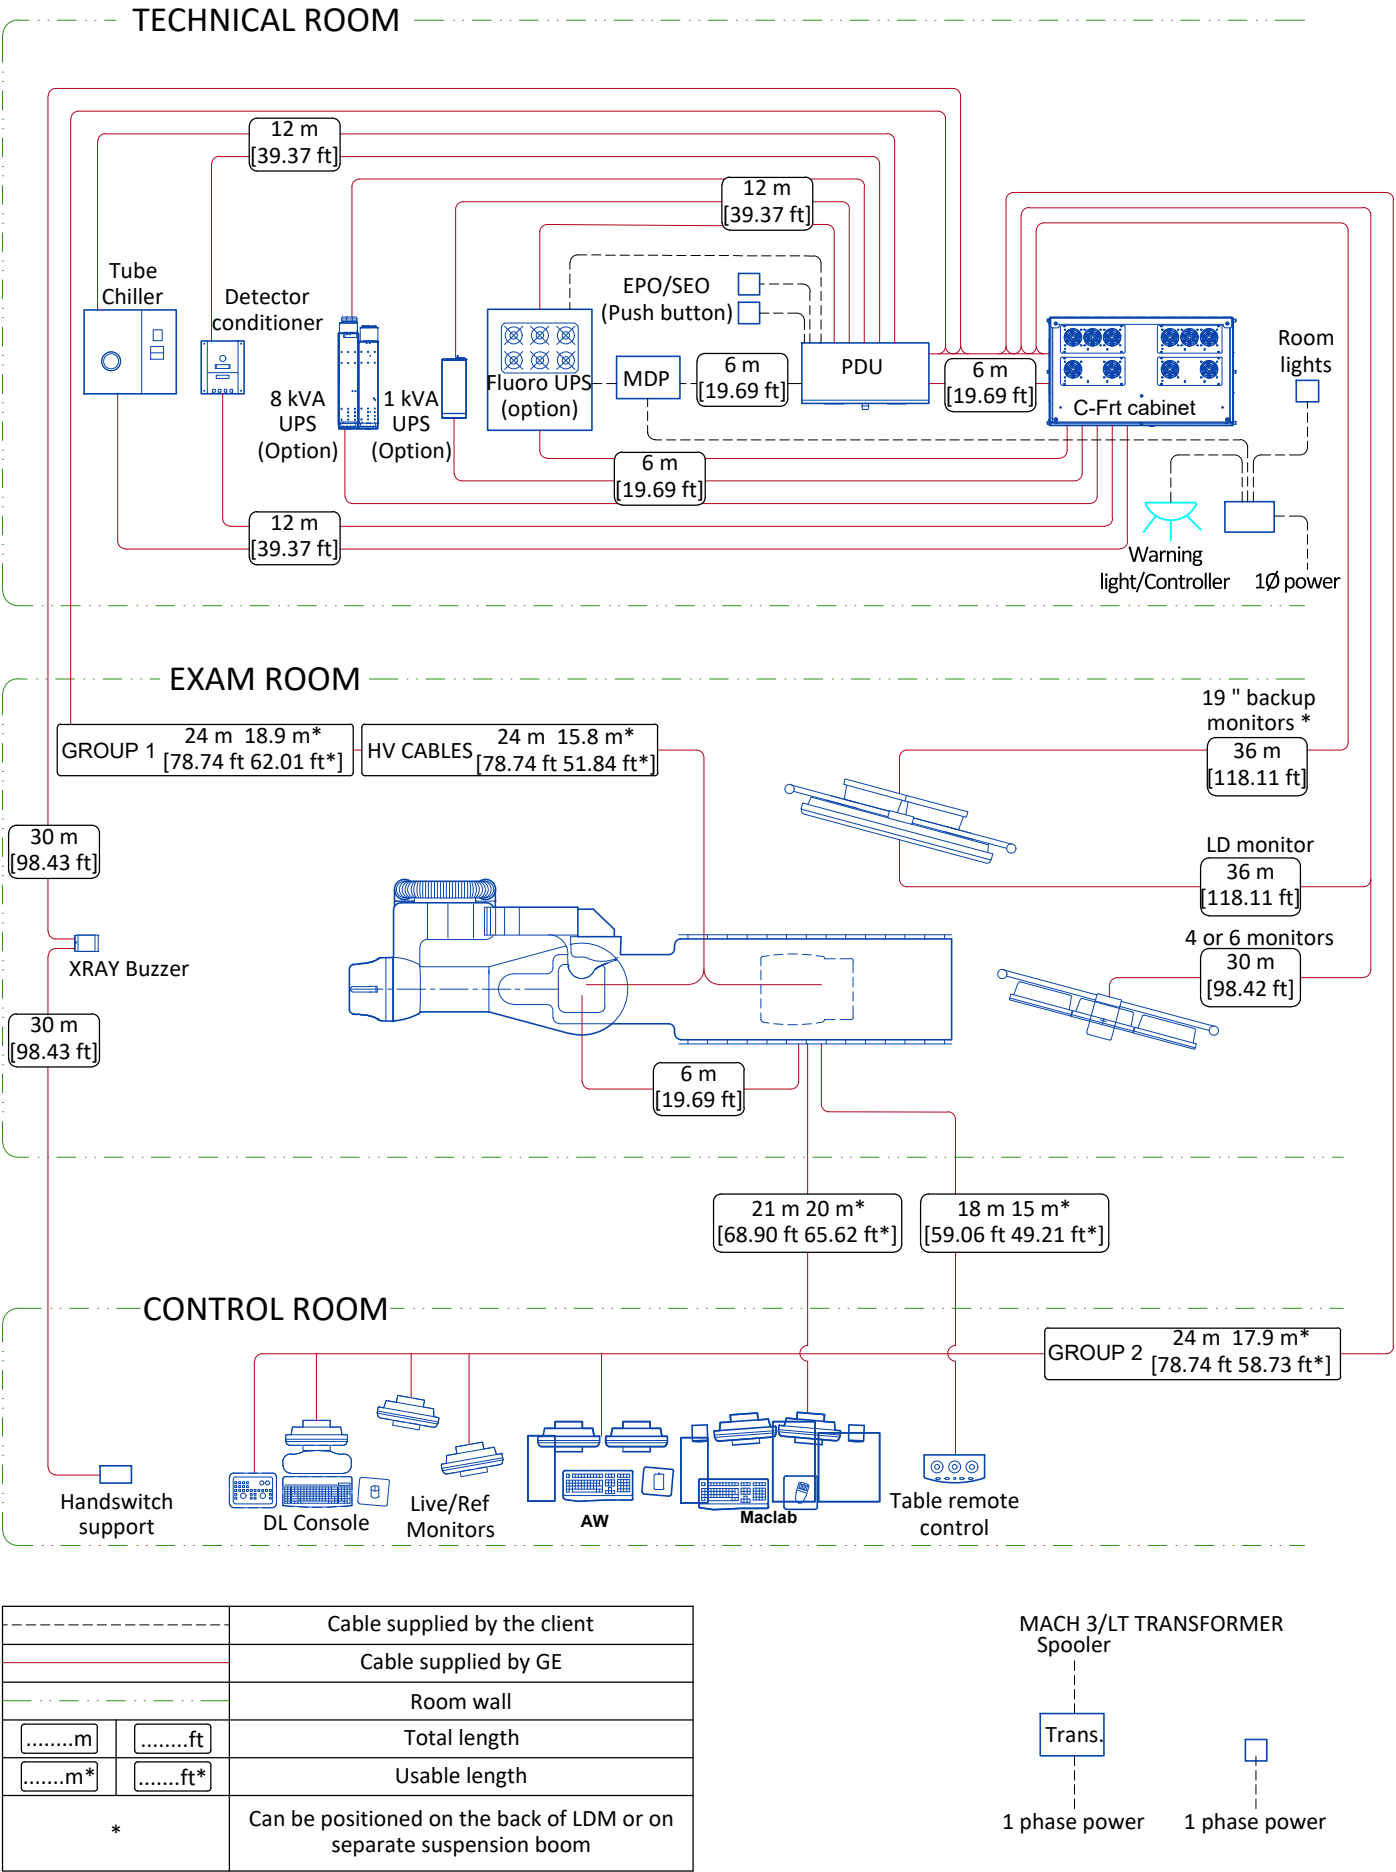 TECHNICAL ROOM
12 m
[39.37 ft]
12 m
[39.37 ft]
Tube
Chiller
Detector
conditioner
EPO/SEO
(Push button)
Room
lights
8 kVA
UPS
(Option)
1 kVA
UPS
(Option)
Fluoro UPS
(option)
MDP
6 m
[19.69 ft]
PDU
6 m
[19.69 ft]
C-Frt cabinet
6 m
[19.69 ft]
12 m
[39.37 ft]
Warning
light/Controller
1Ø power
EXAM ROOM
GROUP 1
24 m 18.9 m*
[78.74 ft 62.01 ft*]
HV CABLES
24 m 15.8 m*
[78.74 ft 51.84 ft*]
19 " backup
monitors *
36 m
[118.11 ft]
30 m
[98.43 ft]
LD monitor
36 m
[118.11 ft]
4 or 6 monitors
30 m
[98.42 ft]
XRAY Buzzer
30 m
[98.43 ft]
6 m
[19.69 ft]
21 m 20 m*
[68.90 ft 65.62 ft*]
18 m 15 m*
[59.06 ft 49.21 ft*]
CONTROL ROOM
GROUP 2
24 m 17.9 m*
[78.74 ft 58.73 ft*]
Handswitch
support
DL Console
Live/Ref
Monitors
AW
Maclab
Table remote
control
Cable supplied by the client
Cable supplied by GE
Room wall
........m
........ft
Total length
.......m*
.......ft*
Usable length
*
Can be positioned on the back of LDM or on
separate suspension boom
MACH 3/LT TRANSFORMER
Spooler
Trans.
1 phase power
1 phase power